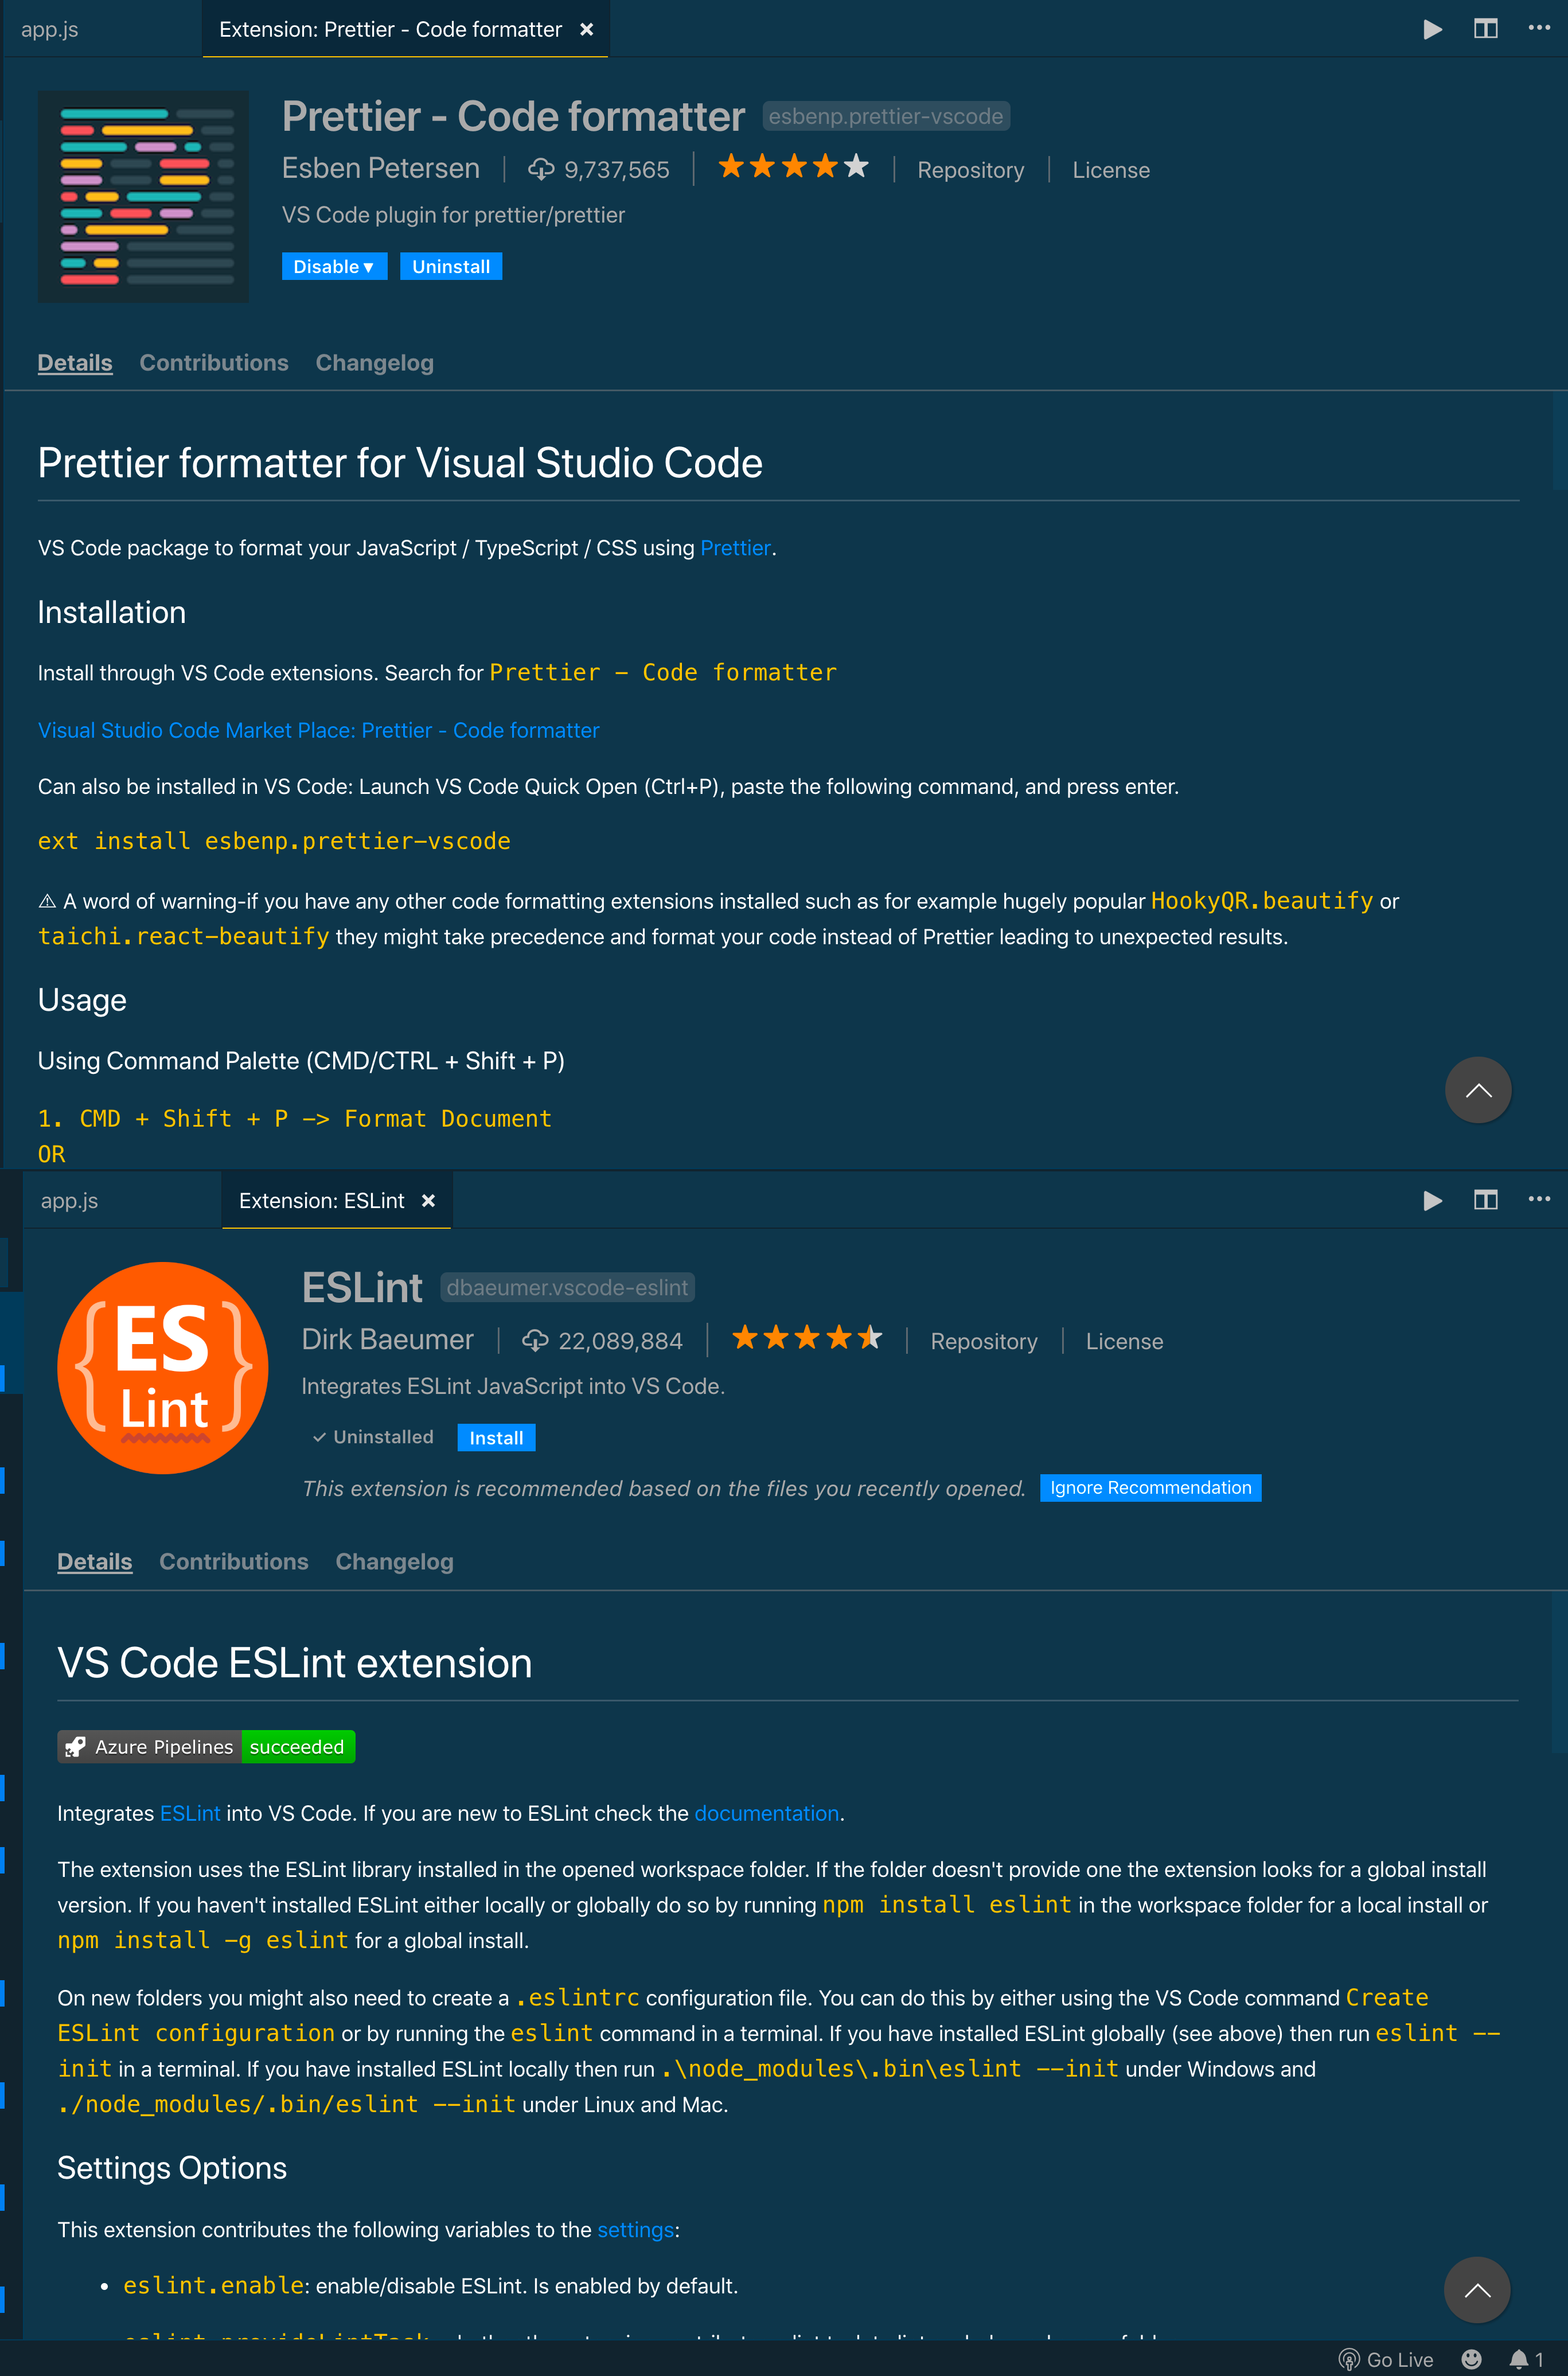 app.js
Extension: Prettier - Code formatter
Prettier - Code formatter esbenp.prettier-vscode
Esben Petersen 9,737,565 Repository License
VS Code plugin for prettier/prettier
Disable ▾ Uninstall
Details Contributions Changelog
Prettier formatter for Visual Studio Code
VS Code package to format your JavaScript / TypeScript / CSS using Prettier.
Installation
Install through VS Code extensions. Search for Prettier - Code formatter
Visual Studio Code Market Place: Prettier - Code formatter
Can also be installed in VS Code: Launch VS Code Quick Open (Ctrl+P), paste the following command, and press enter.
ext install esbenp.prettier-vscode
⚠ A word of warning-if you have any other code formatting extensions installed such as for example hugely popular HookyQR.beautify or
taichi.react-beautify they might take precedence and format your code instead of Prettier leading to unexpected results.
Usage
Using Command Palette (CMD/CTRL + Shift + P)
1. CMD + Shift + P -> Format Document
OR
app.js
Extension: ESLint
ES
Lint
ESLint dbaeumer.vscode-eslint
Dirk Baeumer 22,089,884 Repository License
Integrates ESLint JavaScript into VS Code.
✓ Uninstalled Install
This extension is recommended based on the files you recently opened. Ignore Recommendation
Details Contributions Changelog
VS Code ESLint extension
Azure Pipelines succeeded
Integrates ESLint into VS Code. If you are new to ESLint check the documentation.
The extension uses the ESLint library installed in the opened workspace folder. If the folder doesn't provide one the extension looks for a global install
version. If you haven't installed ESLint either locally or globally do so by running npm install eslint in the workspace folder for a local install or
npm install -g eslint for a global install.
On new folders you might also need to create a .eslintrc configuration file. You can do this by either using the VS Code command Create
ESLint configuration or by running the eslint command in a terminal. If you have installed ESLint globally (see above) then run eslint --
init in a terminal. If you have installed ESLint locally then run .\node_modules\.bin\eslint --init under Windows and
./node_modules/.bin/eslint --init under Linux and Mac.
Settings Options
This extension contributes the following variables to the settings:
• eslint.enable: enable/disable ESLint. Is enabled by default.
Go Live 1